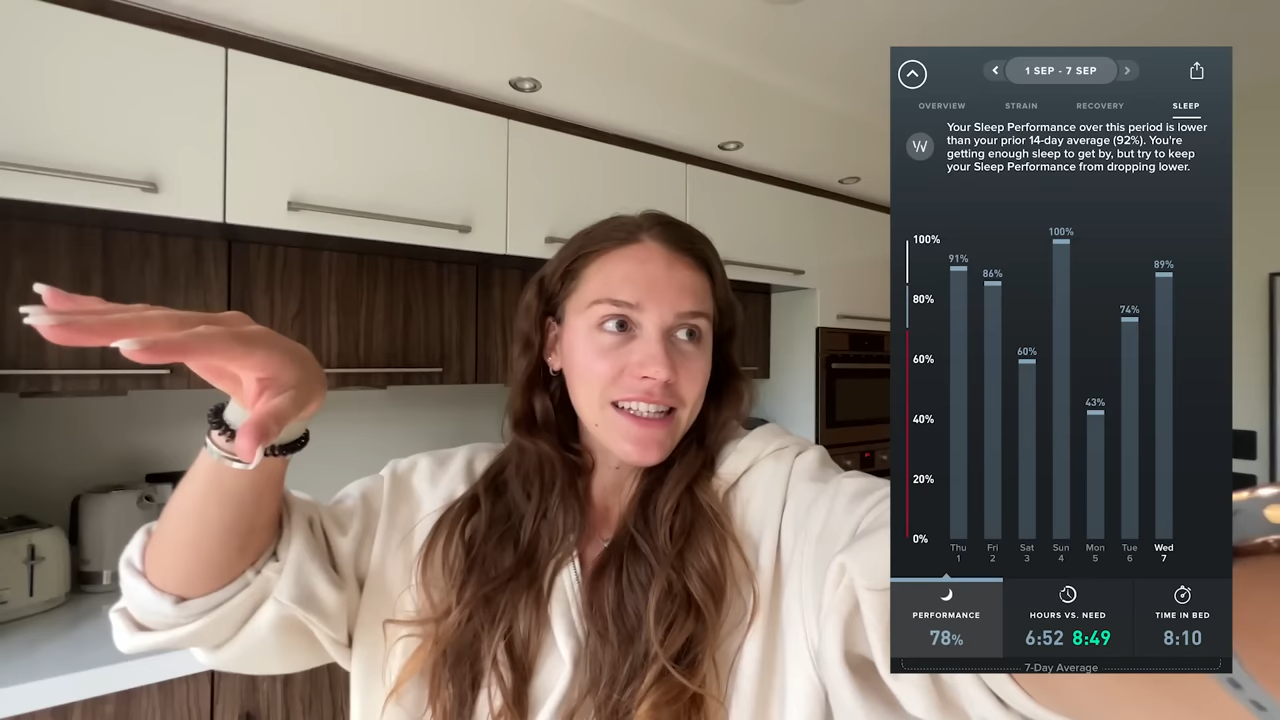 1 SEP - 7 SEP
OVERVIEW STRAIN RECOVERY SLEEP
Your Sleep Performance over this period is lower
than your prior 14-day average (92%). You're
getting enough sleep to get by, but try to keep
your Sleep Performance from dropping lower.
100%
80%
60%
40%
20%
0%
91%
86%
60%
100%
43%
74%
89%
Thu Fri Sat Sun Mon Tue Wed
1 2 3 4 5 6 7
PERFORMANCE HOURS VS. NEED TIME IN BED
78% 6:52 8:49 8:10
7-Day Average